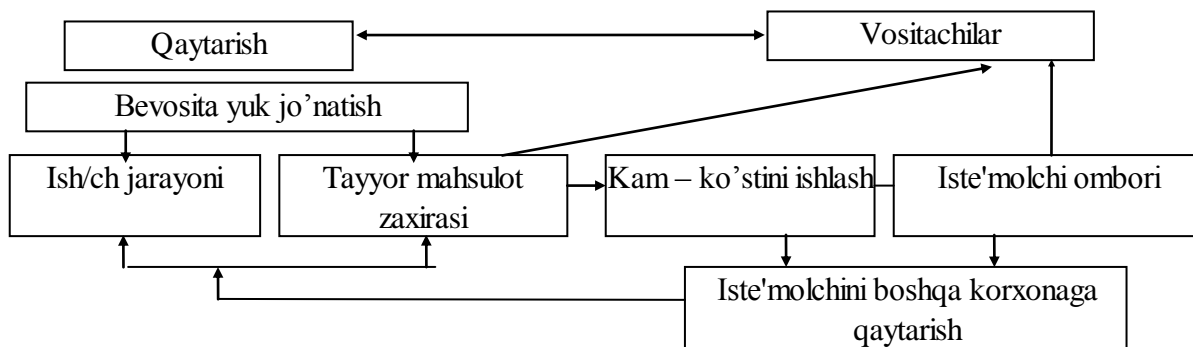 Qaytarish
Vositachilar
Bevosita yuk jo’natish
Ish/ch jarayoni
Tayyor mahsulot
zaxirasi
Kam – ko’stini ishlash
Iste'molchi ombori
Iste'molchini boshqa korxonaga
qaytarish